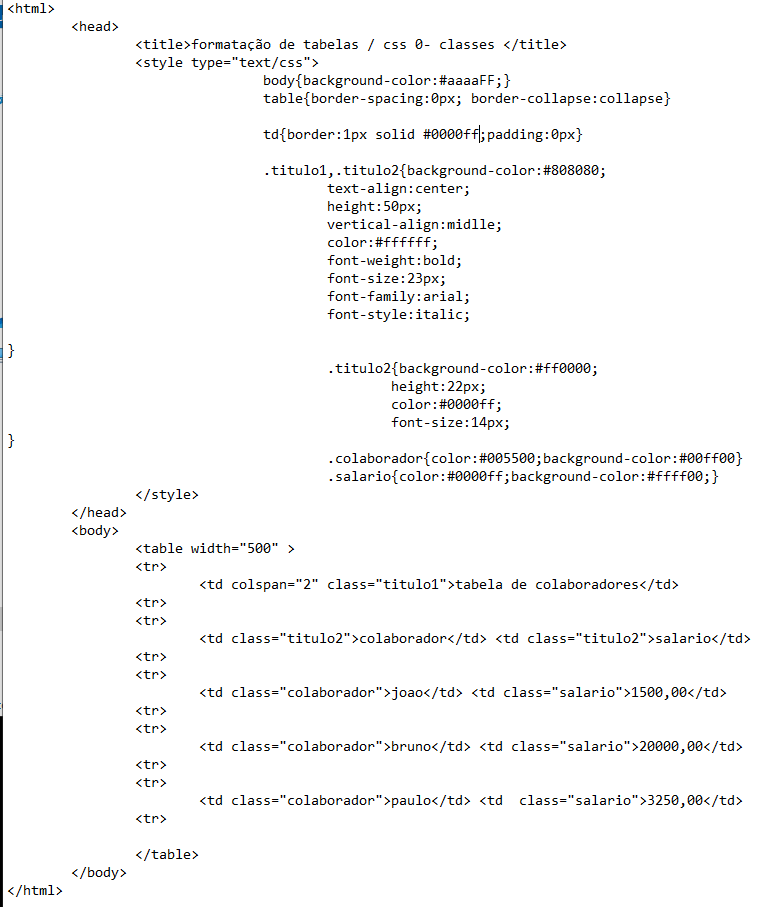 <html>
<head>
<title>formatação de tabelas / css 0- classes </title>
<style type="text/css">
body{background-color:#aaaaFF;}
table{border-spacing:0px; border-collapse:collapse}
td{border:1px solid #0000ff;padding:0px}
.titulo1,.titulo2{background-color:#808080;
text-align:center;
height:50px;
vertical-align:midlle;
color:#ffffff;
font-weight:bold;
font-size:23px;
font-family:arial;
font-style:italic;
}
.titulo2{background-color:#ff0000;
height:22px;
color:#0000ff;
font-size:14px;
}
.colaborador{color:#005500;background-color:#00ff00}
.salario{color:#0000ff;background-color:#ffff00;}
</style>
</head>
<body>
<table width="500" >
<tr>
<td colspan="2" class="titulo1">tabela de colaboradores</td>
<tr>
<tr>
<td class="titulo2">colaborador</td> <td class="titulo2">salario</td>
<tr>
<tr>
<td class="colaborador">joao</td> <td class="salario">1500,00</td>
<tr>
<tr>
<td class="colaborador">bruno</td> <td class="salario">20000,00</td>
<tr>
<tr>
<td class="colaborador">paulo</td> <td  class="salario">3250,00</td>
<tr>
</table>
</body>
</html>